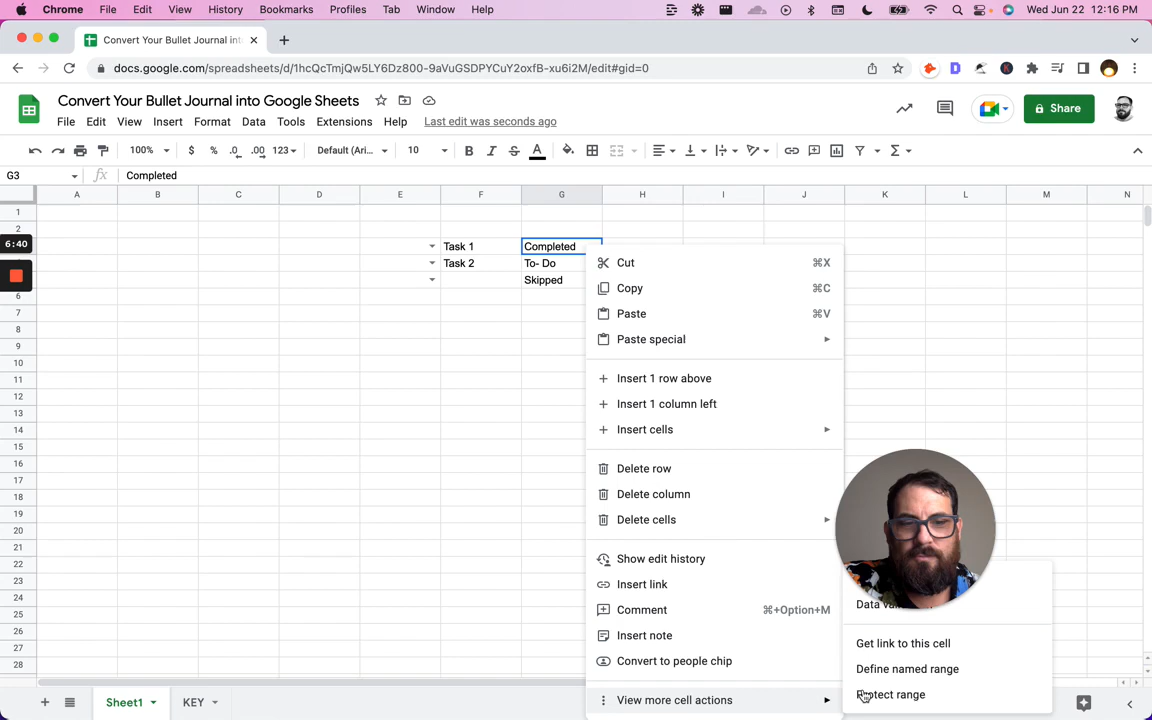 Chrome File Edit View History Bookmarks Profiles Tab Window Help Wed Jun 22 12:16 PM
Convert Your Bullet Journal int
docs.google.com/spreadsheets/d/1hcQcTmjQw5LY6Dz800-9aVuGSDPYCuY2oxfB-xu6i2M/edit#gid=0
Convert Your Bullet Journal into Google Sheets
Share
File Edit View Insert Format Data Tools Extensions Help Last edit was seconds ago
100% $ % .0 .00 123 Default (Ari... 10 B I S A
G3 fx Completed
A B C D E F G H I J K L M N
1
2
6:40 Task 1 Completed
Task 2 To- Do
Skipped
6
7
8
9
10
11
12
13
14
15
16
17
18
19
20
21
22
23
24
25
26
27
28
Cut ⌘X
Copy ⌘C
Paste ⌘V
Paste special
Insert 1 row above
Insert 1 column left
Insert cells
Delete row
Delete column
Delete cells
Show edit history
Insert link
Comment ⌘+Option+M
Insert note
Convert to people chip
View more cell actions
Data
Get link to this cell
Define named range
Protect range
Sheet1 KEY